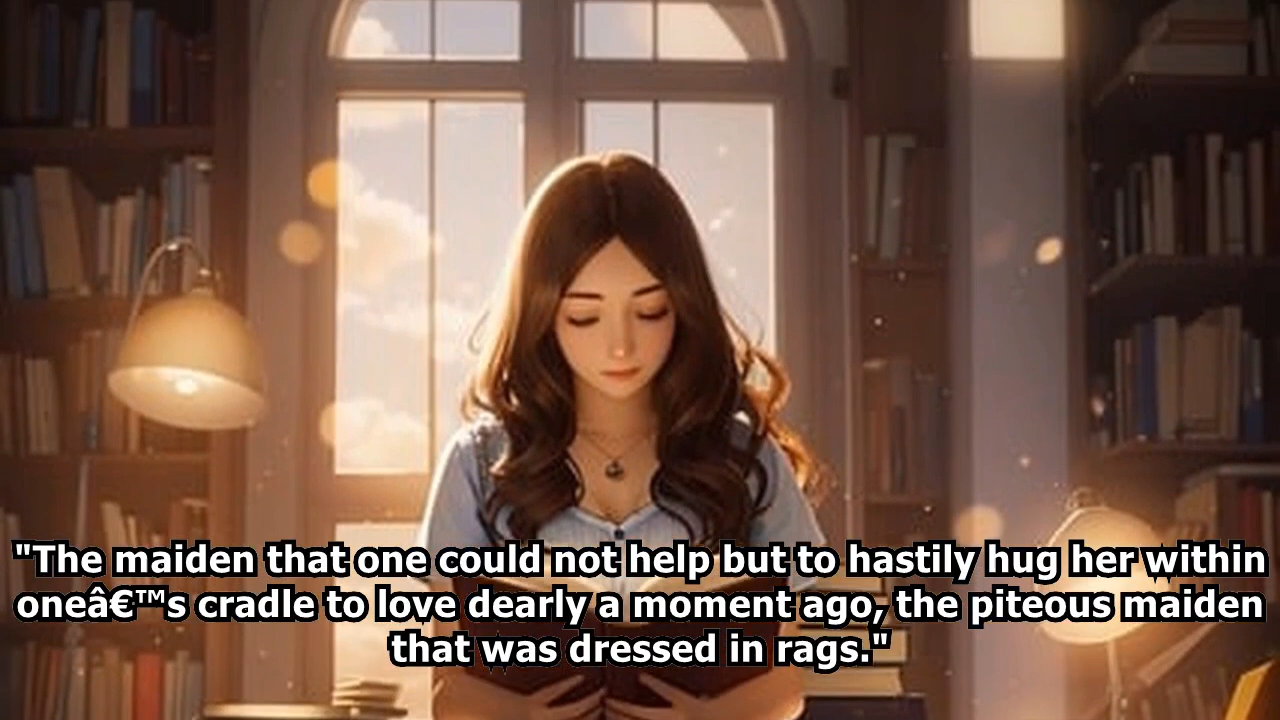 "The maiden that one could not help but to hastily hug her within
oneâ€™s cradle to love dearly a moment ago, the piteous maiden
that was dressed in rags."